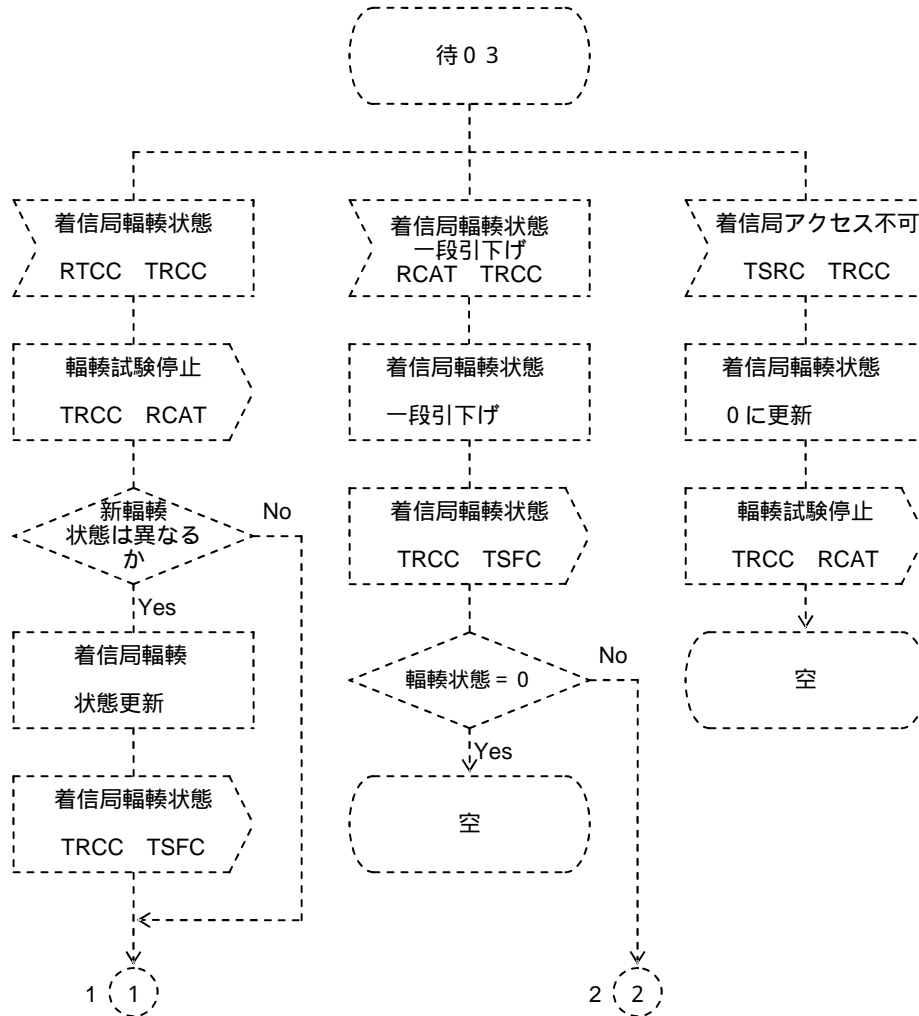 待03
着信局輻輳状態
RTCC TRCC
輻輳試験停止
TRCC RCAT
新輻輳
状態は異なる
か
No
Yes
着信局輻輳
状態更新
着信局輻輳状態
TRCC TSFC
1 1
着信局輻輳状態
一段引下げ
RCAT TRCC
着信局輻輳状態
一段引下げ
着信局輻輳状態
TRCC TSFC
輻輳状態=0
No
Yes
空
2 2
着信局アクセス不可
TSRC TRCC
着信局輻輳状態
0に更新
輻輳試験停止
TRCC RCAT
空